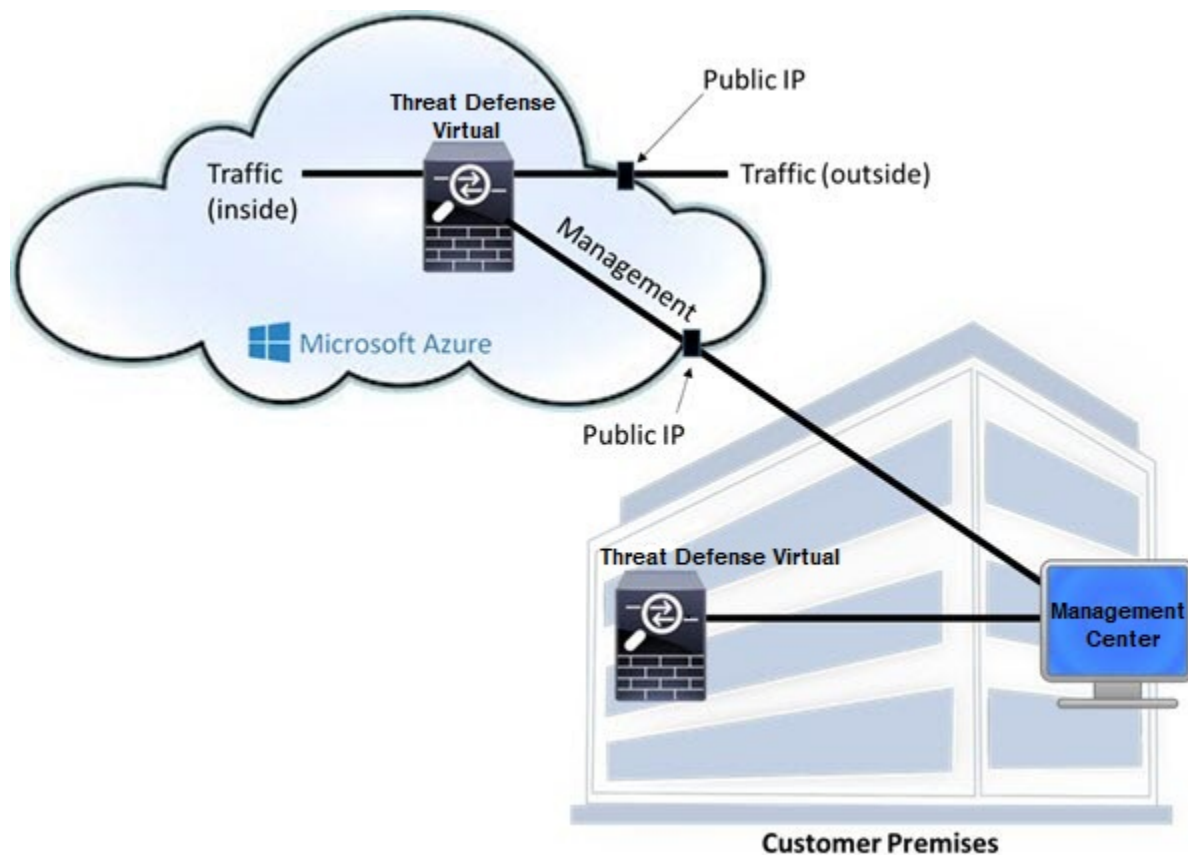 Public IP
Threat Defense
Virtual
Traffic
(inside)
Traffic (outside)
Management
Microsoft Azure
Public IP
Threat Defense Virtual
Management
Center
Customer Premises